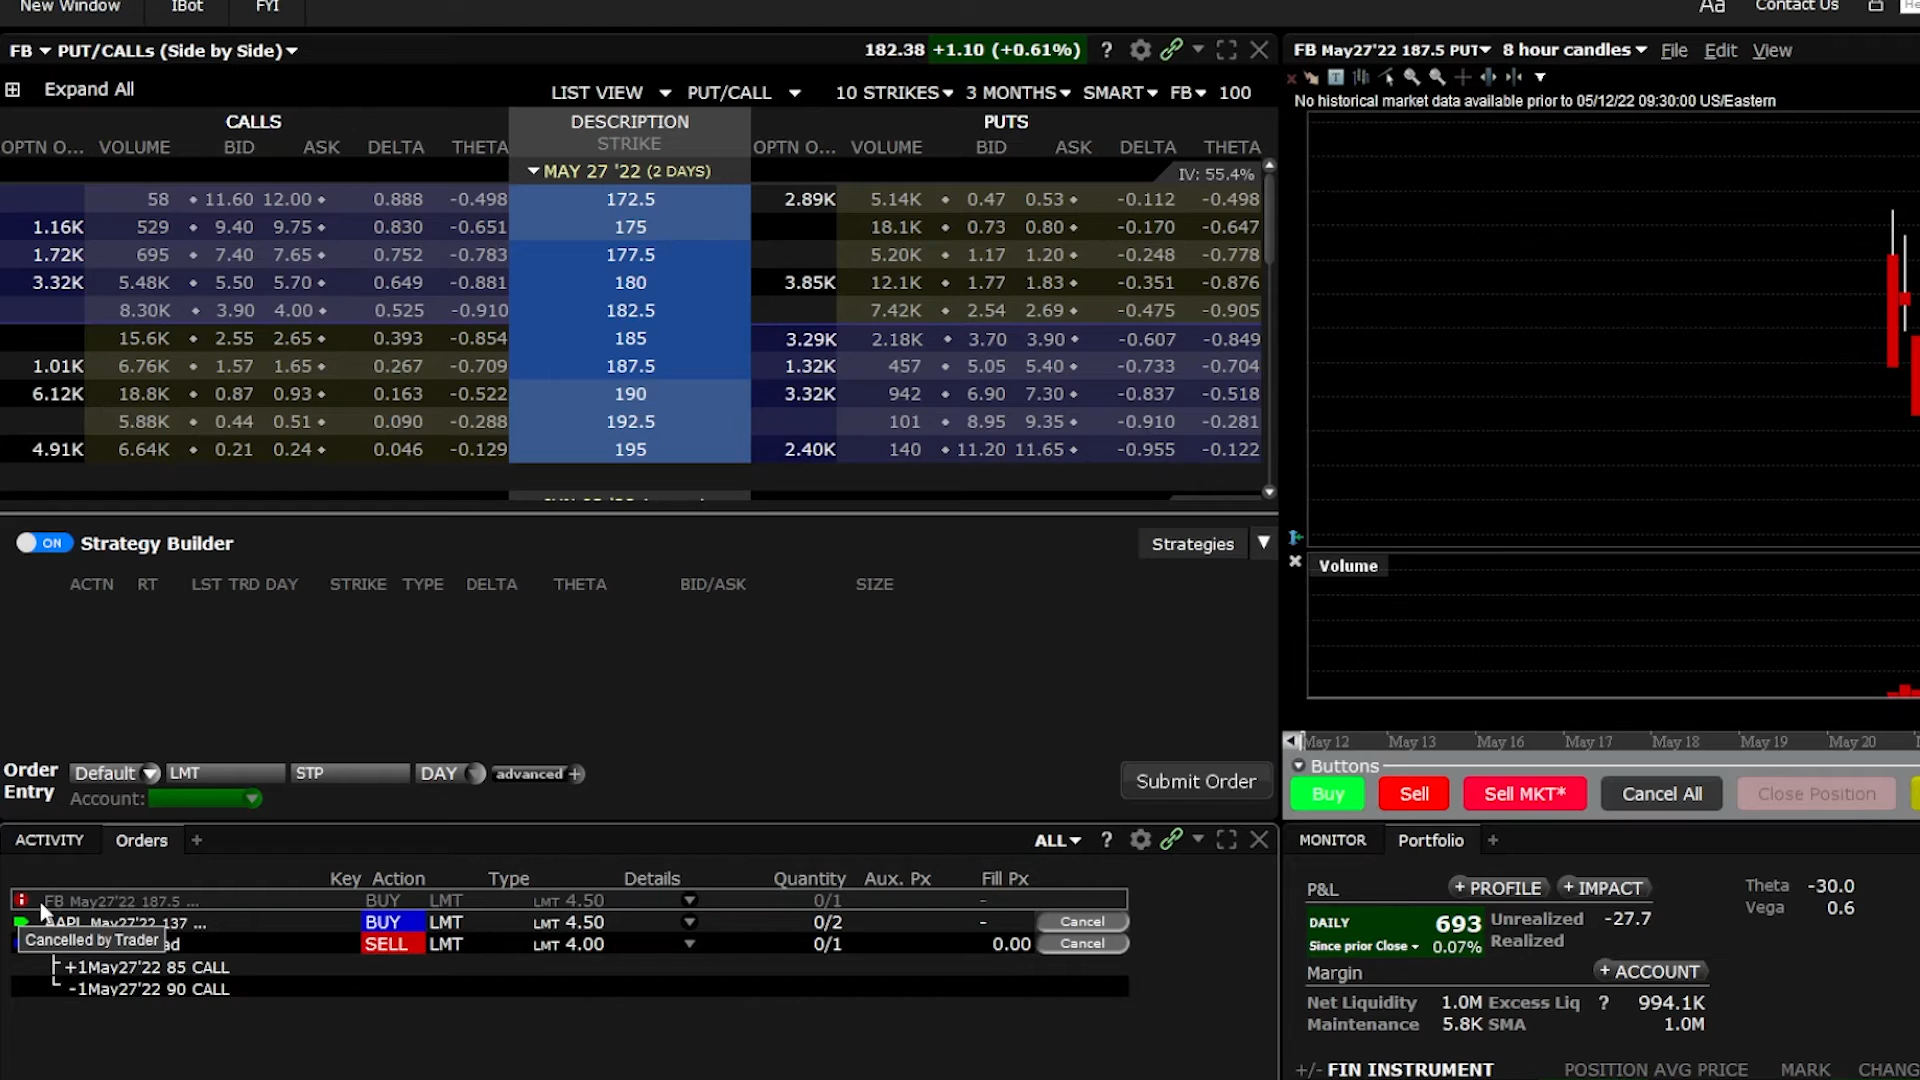 New Window IBot FYI Aa Contact Us
FB PUT/CALLs (Side by Side) 182.38 +1.10 (+0.61%) ?
Expand All
LIST VIEW PUT/CALL 10 STRIKES 3 MONTHS SMART FB 100
CALLS DESCRIPTION PUTS
STRIKE
OPTN O... VOLUME BID ASK DELTA THETA OPTN O... VOLUME BID ASK DELTA THETA
MAY 27 '22 (2 DAYS) IV: 55.4%
58 11.60 12.00 0.888 -0.498 172.5 2.89K 5.14K 0.47 0.53 -0.112 -0.498
1.16K 529 9.40 9.75 0.830 -0.651 175 18.1K 0.73 0.80 -0.170 -0.647
1.72K 695 7.40 7.65 0.752 -0.783 177.5 5.20K 1.17 1.20 -0.248 -0.778
3.32K 5.48K 5.50 5.70 0.649 -0.881 180 3.85K 12.1K 1.77 1.83 -0.351 -0.876
8.30K 3.90 4.00 0.525 -0.910 182.5 7.42K 2.54 2.69 -0.475 -0.905
15.6K 2.55 2.65 0.393 -0.854 185 3.29K 2.18K 3.70 3.90 -0.607 -0.849
1.01K 6.76K 1.57 1.65 0.267 -0.709 187.5 1.32K 457 5.05 5.40 -0.733 -0.704
6.12K 18.8K 0.87 0.93 0.163 -0.522 190 3.32K 942 6.90 7.30 -0.837 -0.518
5.88K 0.44 0.51 0.090 -0.288 192.5 101 8.95 9.35 -0.910 -0.281
4.91K 6.64K 0.21 0.24 0.046 -0.129 195 2.40K 140 11.20 11.65 -0.955 -0.122
ON Strategy Builder Strategies
ACTN RT LST TRD DAY STRIKE TYPE DELTA THETA BID/ASK SIZE
Order Entry Default LMT STP DAY advanced + Submit Order
Account:
ACTIVITY Orders + ALL ?
Key Action Type Details Quantity Aux. Px Fill Px
FB May27'22 187.5 ... BUY LMT LMT 4.50 0/1 -
AAPL May27'22 137 ... BUY LMT LMT 4.50 0/2 - Cancel
Cancelled by Trader ad SELL LMT LMT 4.00 0/1 0.00 Cancel
+1May27'22 85 CALL
-1May27'22 90 CALL
FB May27'22 187.5 PUT 8 hour candles File Edit View
No historical market data available prior to 05/12/22 09:30:00 US/Eastern
Volume
May 12 May 13 May 16 May 17 May 18 May 19 May 20
Buttons
Buy Sell Sell MKT* Cancel All Close Position
MONITOR Portfolio +
P&L + PROFILE + IMPACT Theta -30.0
DAILY 693 Unrealized -27.7 Vega 0.6
Since prior Close 0.07% Realized
Margin + ACCOUNT
Net Liquidity 1.0M Excess Liq ? 994.1K
Maintenance 5.8K SMA 1.0M
+/- FIN INSTRUMENT POSITION AVG PRICE MARK CHANG